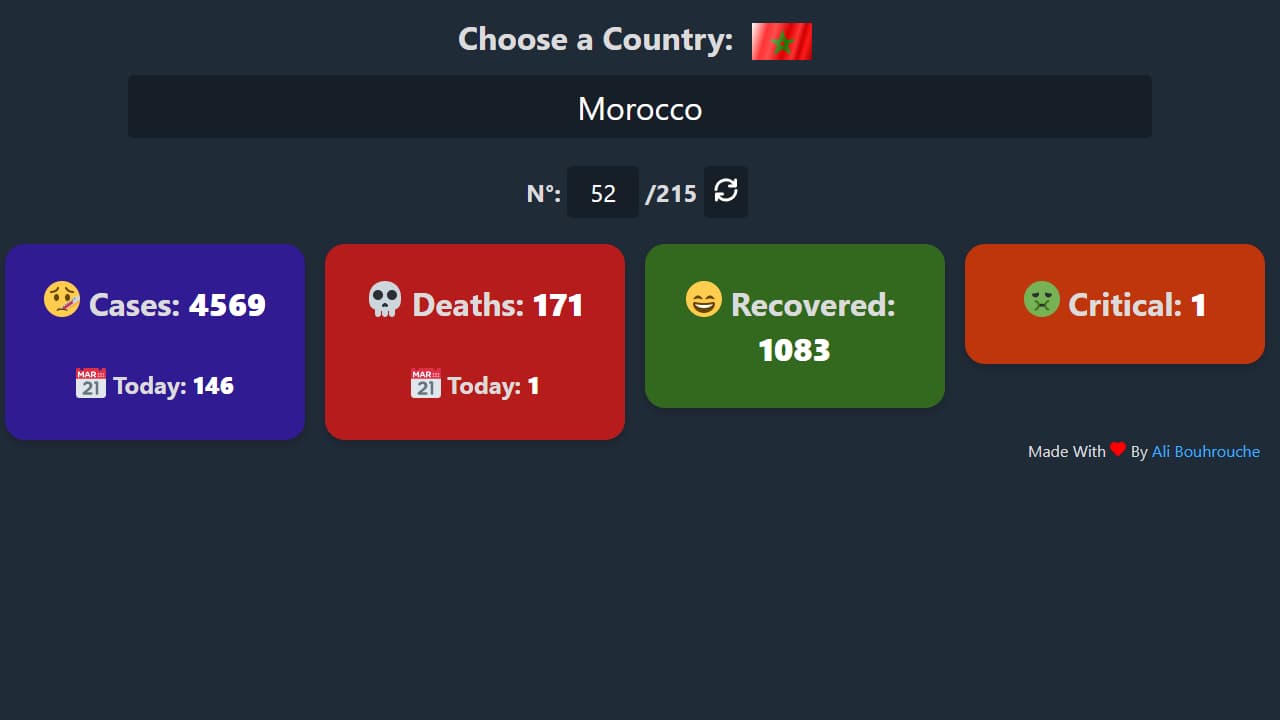 Choose a Country:
Morocco
N°: 52 /215
Cases: 4569
MAR 21 Today: 146
Deaths: 171
MAR 21 Today: 1
Recovered:
1083
Critical: 1
Made With By Ali Bouhrouche